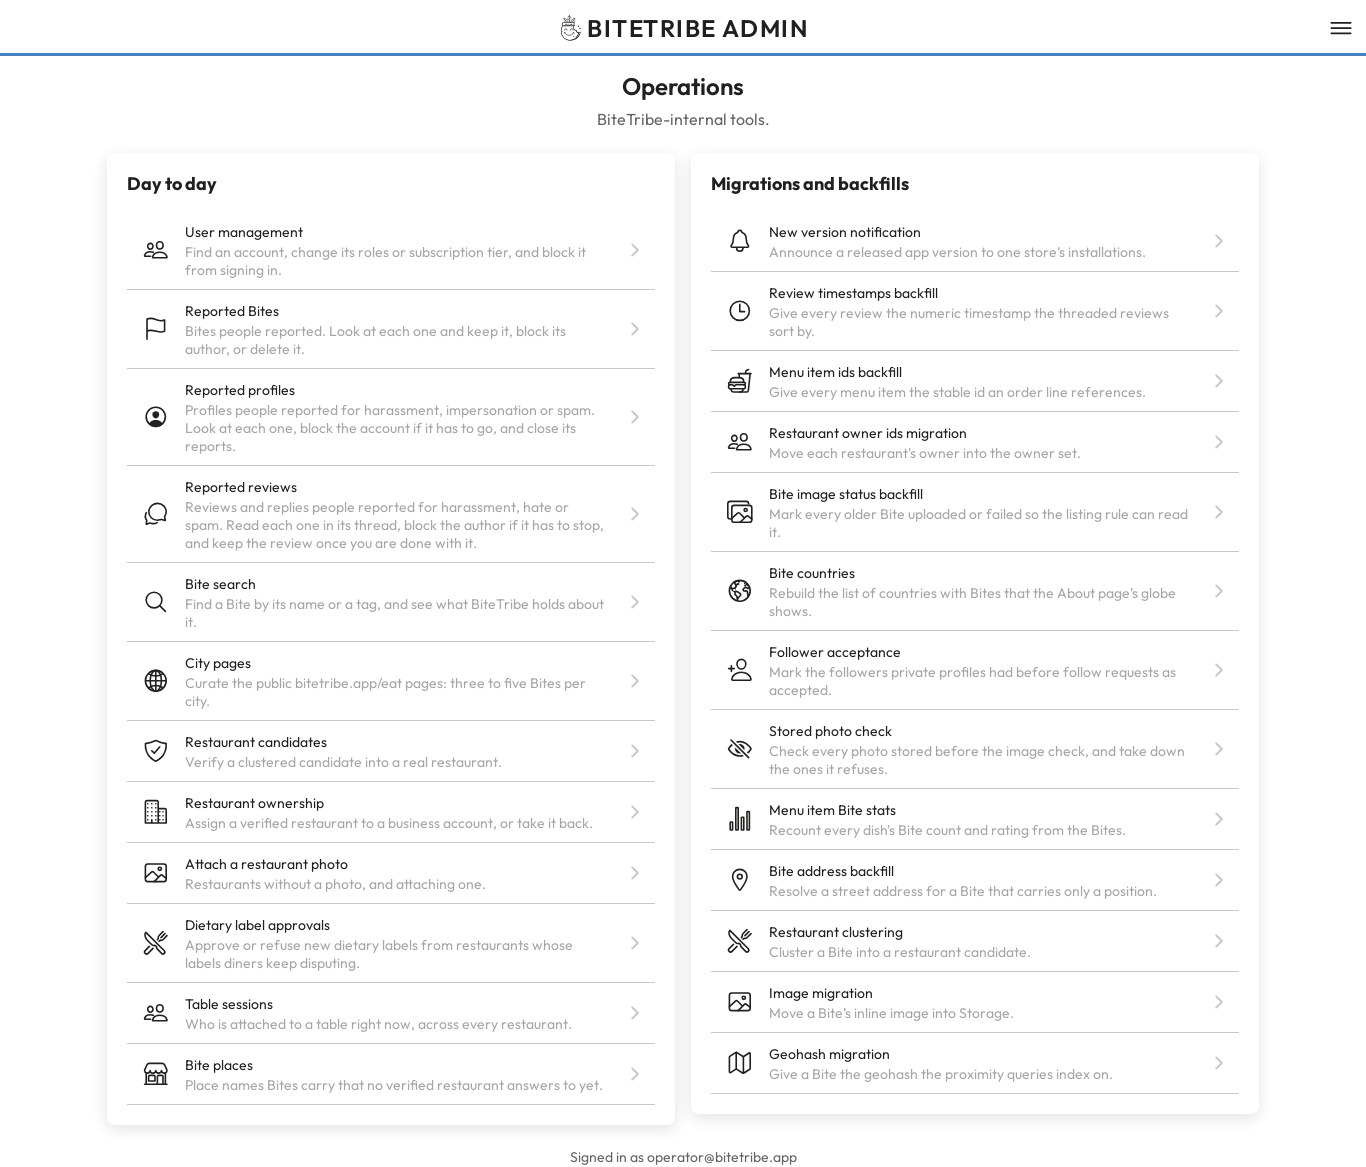 BITETRIBE ADMIN
Operations
BiteTribe-internal tools.
Day to day
User management
Find an account, change its roles or subscription tier, and block it
from signing in.
Reported Bites
Bites people reported. Look at each one and keep it, block its
author, or delete it.
Reported profiles
Profiles people reported for harassment, impersonation or spam.
Look at each one, block the account if it has to go, and close its
reports.
Reported reviews
Reviews and replies people reported for harassment, hate or
spam. Read each one in its thread, block the author if it has to stop,
and keep the review once you are done with it.
Bite search
Find a Bite by its name or a tag, and see what BiteTribe holds about
it.
City pages
Curate the public bitetribe.app/eat pages: three to five Bites per
city.
Restaurant candidates
Verify a clustered candidate into a real restaurant.
Restaurant ownership
Assign a verified restaurant to a business account, or take it back.
Attach a restaurant photo
Restaurants without a photo, and attaching one.
Dietary label approvals
Approve or refuse new dietary labels from restaurants whose
labels diners keep disputing.
Table sessions
Who is attached to a table right now, across every restaurant.
Bite places
Place names Bites carry that no verified restaurant answers to yet.
Migrations and backfills
New version notification
Announce a released app version to one store's installations.
Review timestamps backfill
Give every review the numeric timestamp the threaded reviews
sort by.
Menu item ids backfill
Give every menu item the stable id an order line references.
Restaurant owner ids migration
Move each restaurant's owner into the owner set.
Bite image status backfill
Mark every older Bite uploaded or failed so the listing rule can read
it.
Bite countries
Rebuild the list of countries with Bites that the About page's globe
shows.
Follower acceptance
Mark the followers private profiles had before follow requests as
accepted.
Stored photo check
Check every photo stored before the image check, and take down
the ones it refuses.
Menu item Bite stats
Recount every dish's Bite count and rating from the Bites.
Bite address backfill
Resolve a street address for a Bite that carries only a position.
Restaurant clustering
Cluster a Bite into a restaurant candidate.
Image migration
Move a Bite's inline image into Storage.
Geohash migration
Give a Bite the geohash the proximity queries index on.
Signed in as operator@bitetribe.app